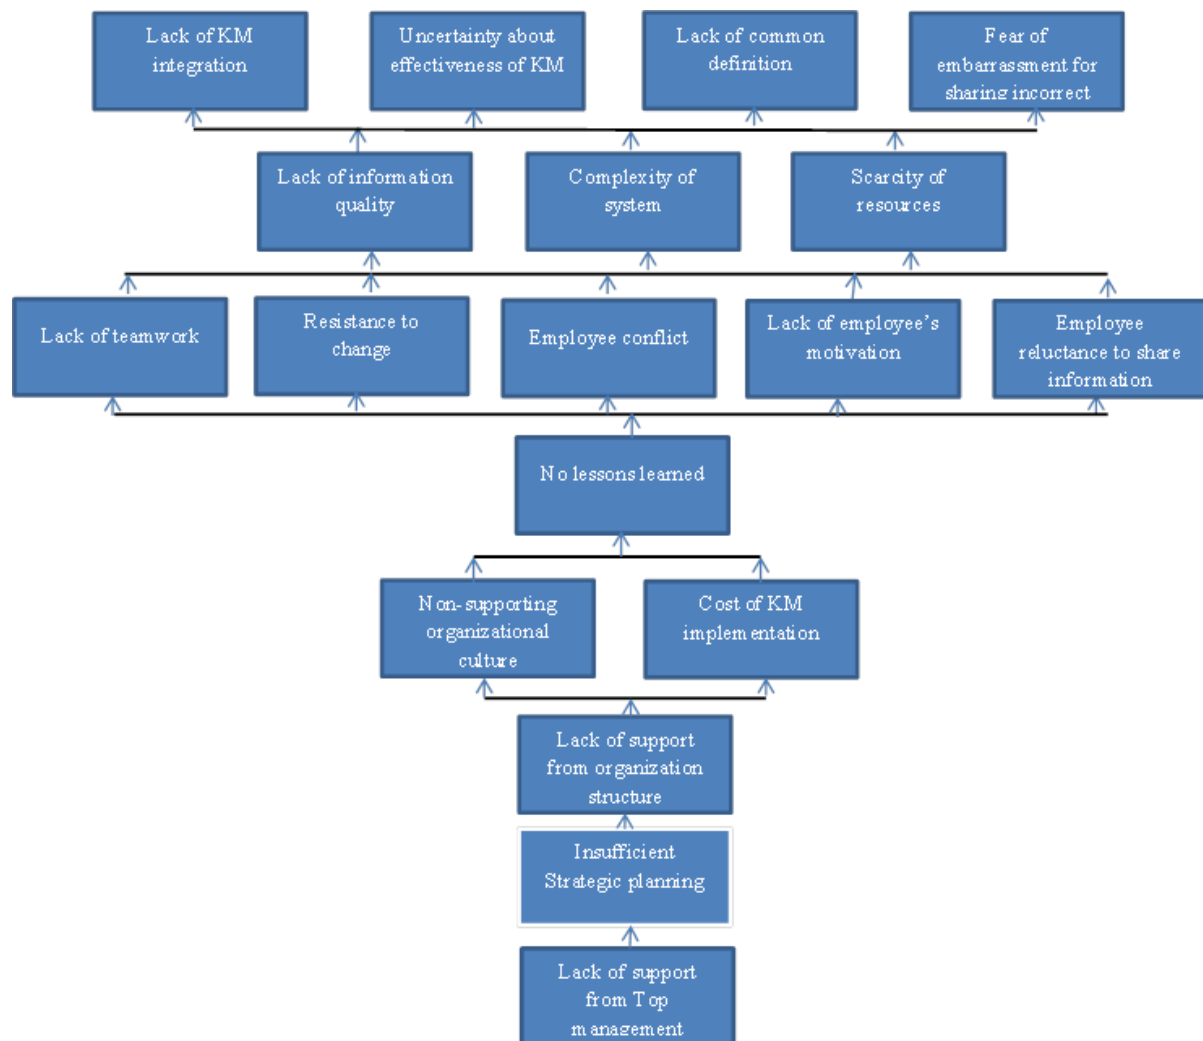 Lack of KM
integration
Uncertainty about
effectiveness of KM
Lack of common
definition
Fear of
embarrassment for
sharing incorrect
Lack of information
quality
Complexity of
system
Scarcity of
resources
Lack of teamwork
Resistance to
change
Employee conflict
Lack of employee’s
motivation
Employee
reluctance to share
information
No lessons learned
Non-supporting
organizational
culture
Cost of KM
implementation
Lack of support
from organization
structure
Insufficient
Strategic planning
Lack of support
from Top
management